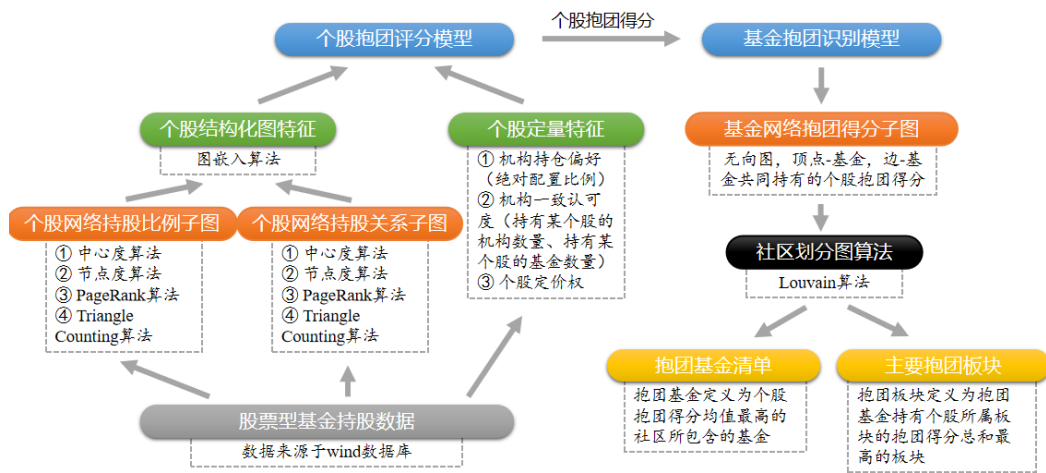 个股抱团评分模型
个股抱团得分
基金抱团识别模型
个股结构化图特征
图嵌入算法
个股定量特征
① 机构持仓偏好
（绝对配置比例）
② 机构一致认可
度（持有某个股的
机构数量、持有某
个股的基金数量）
③ 个股定价权
个股网络持股比例子图
① 中心度算法
② 节点度算法
③ PageRank算法
④ Triangle
Counting算法
个股网络持股关系子图
① 中心度算法
② 节点度算法
③ PageRank算法
④ Triangle
Counting算法
股票型基金持股数据
数据来源于wind数据库
基金网络抱团得分子图
无向图，顶点-基金，边-基
金共同持有的个股抱团得分
社区划分图算法
Louvain算法
抱团基金清单
抱团基金定义为个股
抱团得分均值最高的
社区所包含的基金
主要抱团板块
抱团板块定义为抱团
基金持有个股所属板
块的抱团得分总和最
高的板块